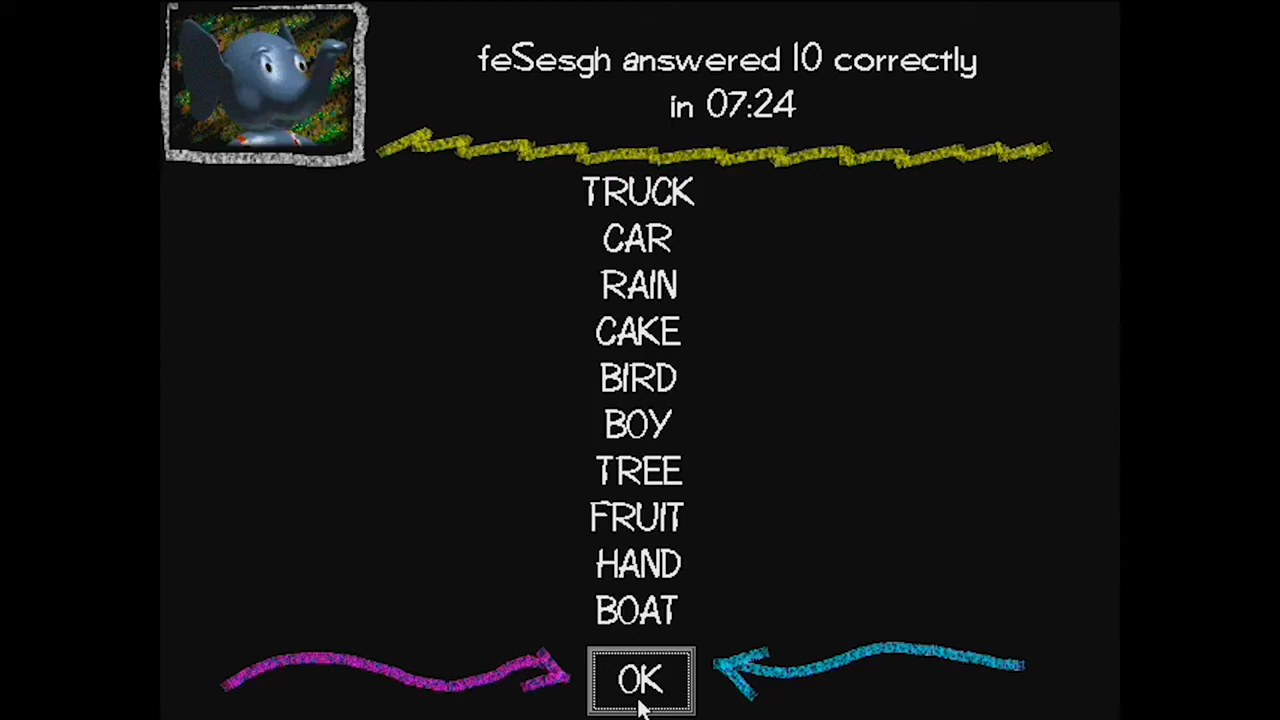 feSesgh answered 10 correctly
in 07:24
TRUCK
CAR
RAIN
CAKE
BIRD
BOY
TREE
FRUIT
HAND
BOAT
OK